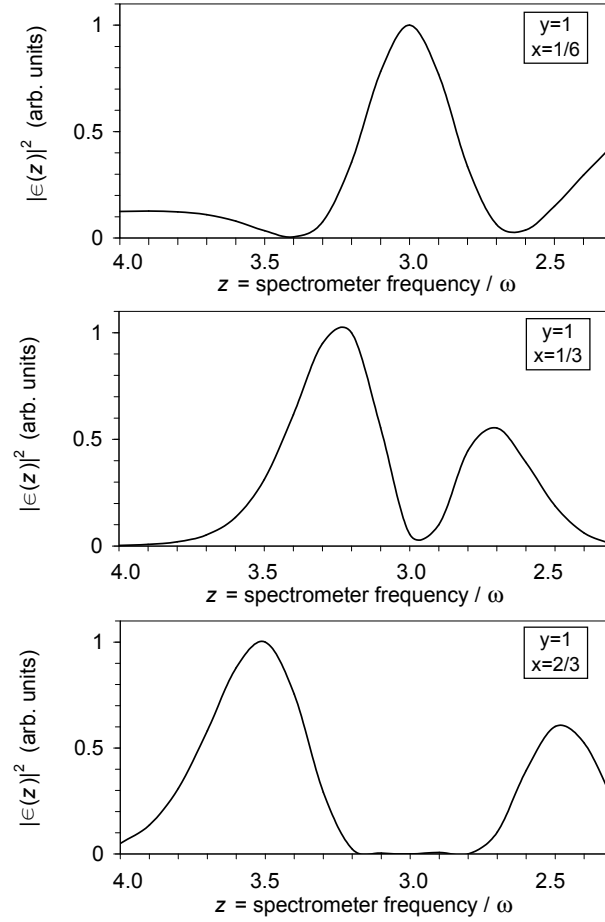 1
0.5
0
|∈(z)|² (arb. units)
y=1
x=1/6
4.0 3.5 3.0 2.5
z = spectrometer frequency / ω
1
0.5
0
|∈(z)|² (arb. units)
y=1
x=1/3
4.0 3.5 3.0 2.5
z = spectrometer frequency / ω
1
0.5
0
|∈(z)|² (arb. units)
y=1
x=2/3
4.0 3.5 3.0 2.5
z = spectrometer frequency / ω